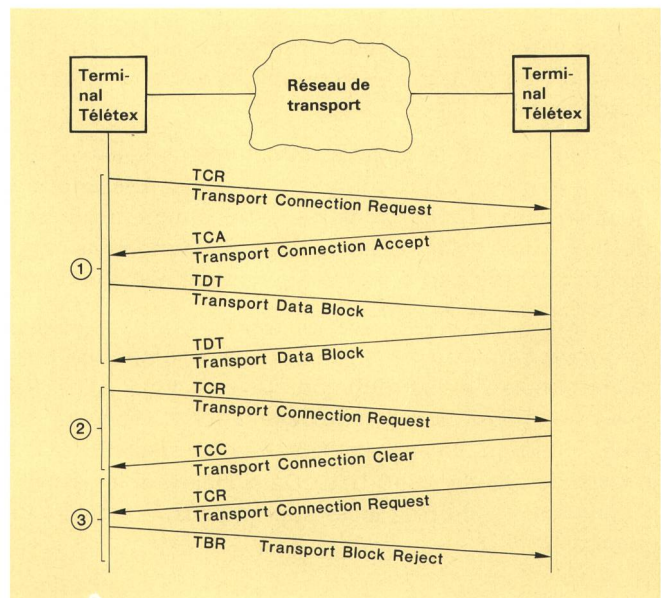 Termi-
nal
Télétex
Réseau de
transport
Termi-
nal
Télétex
TCR
Transport Connection Request
TCA
Transport Connection Accept
TDT
Transport Data Block
TDT
Transport Data Block
1
TCR
Transport Connection Request
TCC
Transport Connection Clear
2
TCR
Transport Connection Request
TBR Transport Block Reject
3